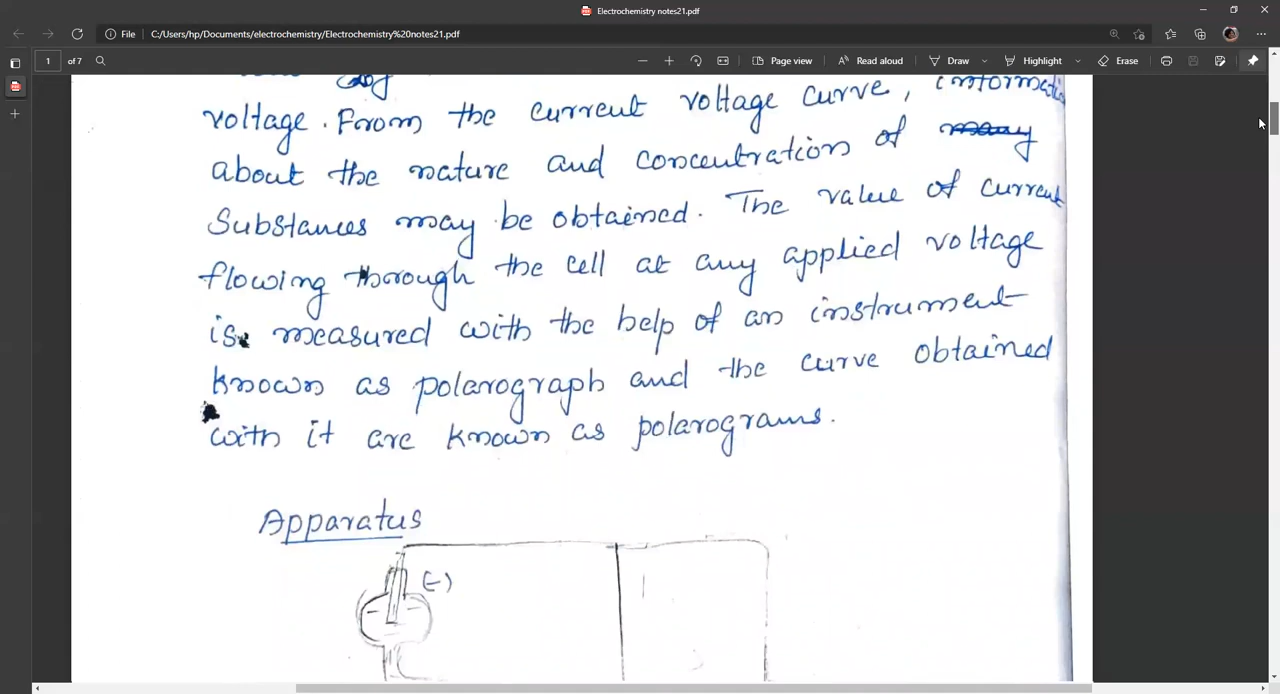 Electrochemistry notes21.pdf
File C:/Users/hp/Documents/electrochemistry/Electrochemistry%20notes21.pdf
1 of 7 Page view Read aloud Draw Highlight Erase
voltage. From the current voltage curve, informati
about the nature and concentration of many
Substances may be obtained. The value of current
flowing through the cell at any applied voltage
is measured with the help of an instrument
known as polarograph and the curve obtained
with it are known as polarograms.
Apparatus
(-)